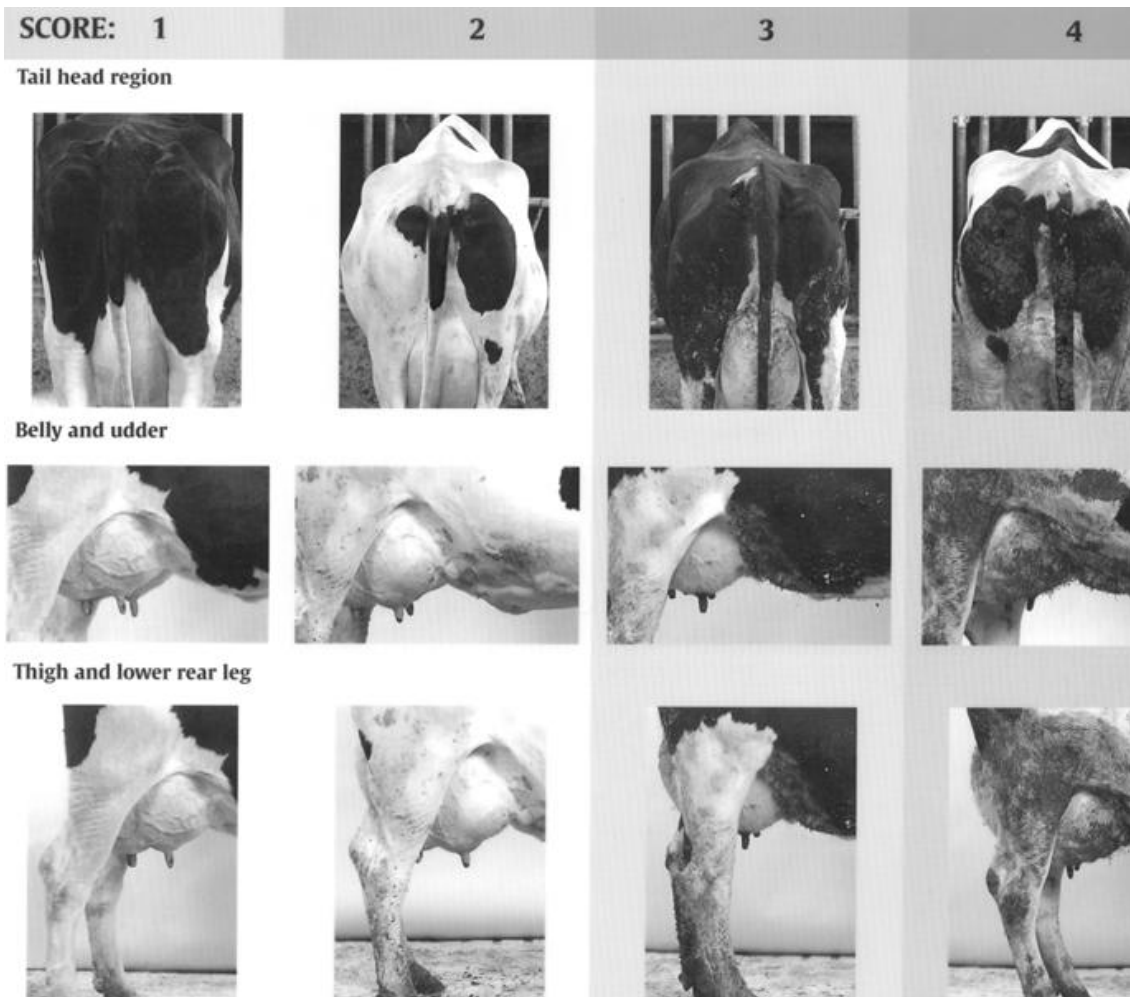 SCORE: 1 2 3 4
Tail head region
Belly and udder
Thigh and lower rear leg